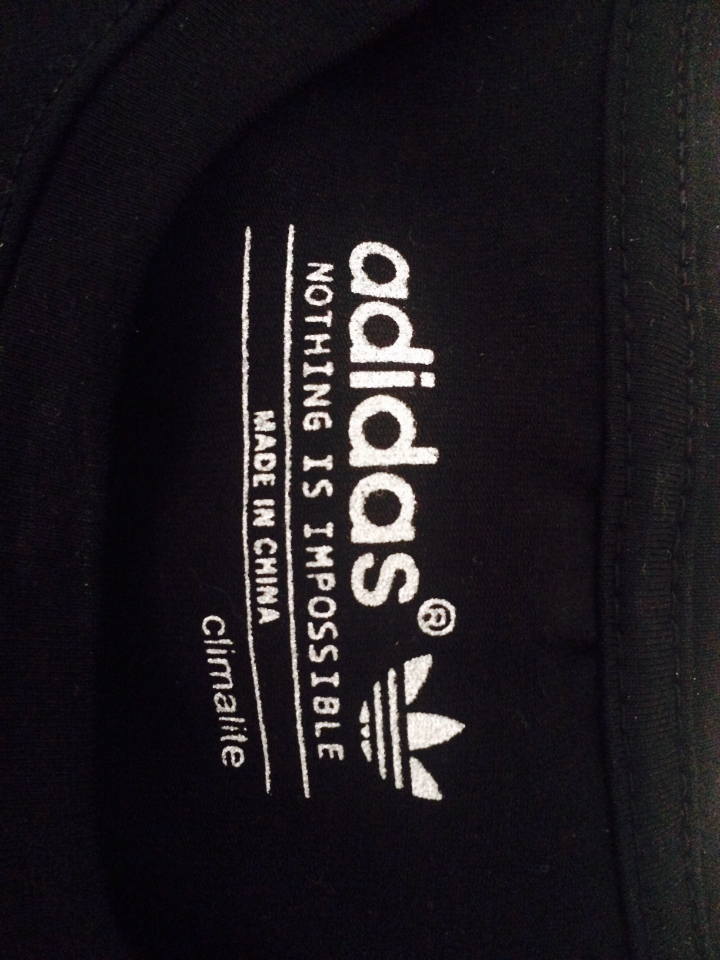 adidas®
NOTHING IS IMPOSSIBLE
MADE IN CHINA
climalite